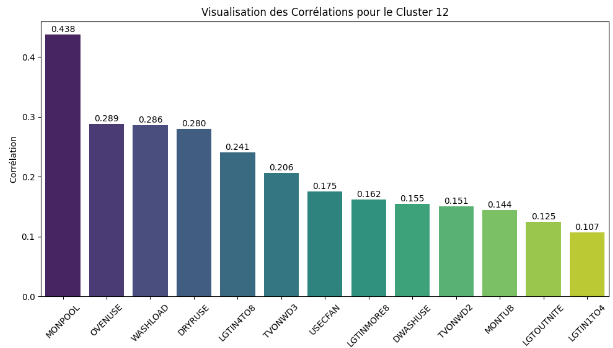 Visualisation des Corrélations pour le Cluster 12
Corrélation
0.4
0.3
0.2
0.1
0.0
0.438
0.289
0.286
0.280
0.241
0.206
0.175
0.162
0.155
0.151
0.144
0.125
0.107
MONPOOL
OVENUSE
WASHLOAD
DRYRUSE
LGTIN4TO8
TVONWD3
USECFAN
LGTINMORE8
DWASHUSE
TVONWD2
MONTUB
LGTOUTNITE
LGTIN1TO4